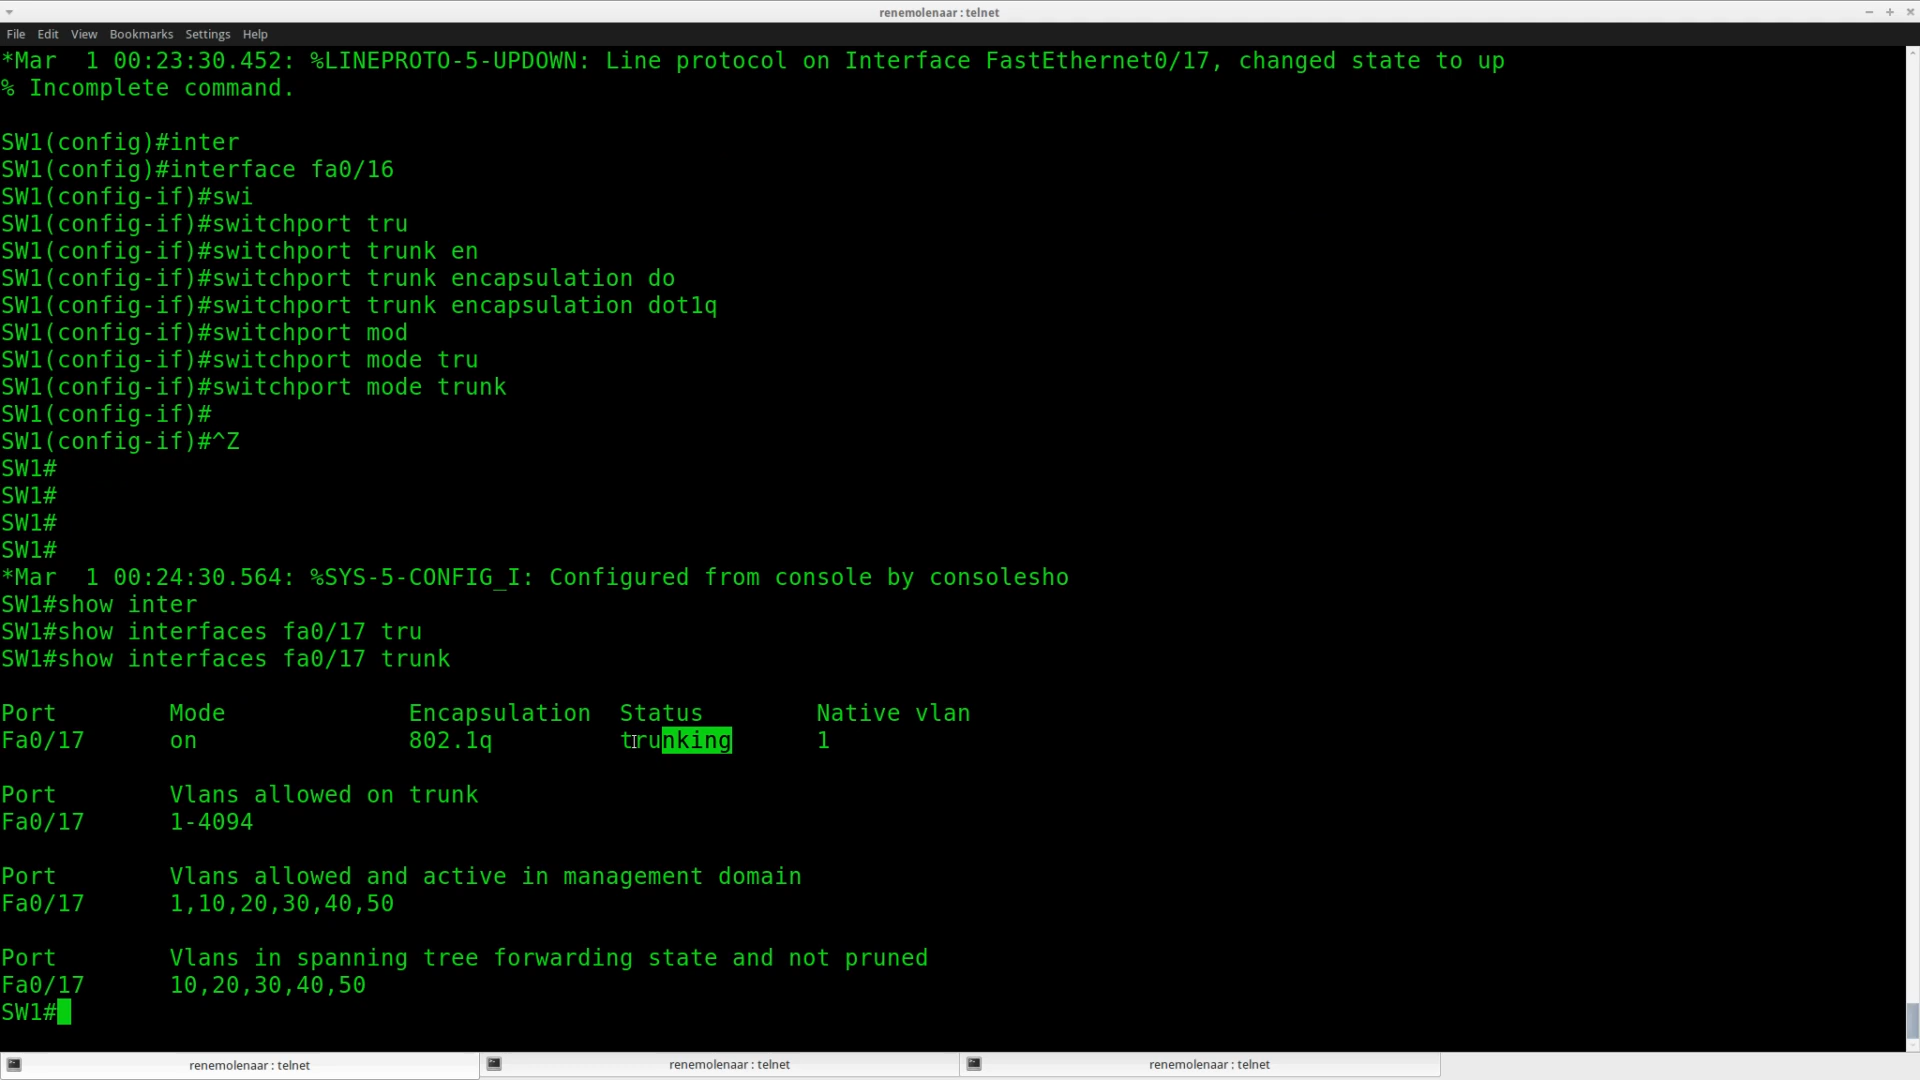 renemolenaar : telnet
File Edit View Bookmarks Settings Help
*Mar  1 00:23:30.452: %LINEPROTO-5-UPDOWN: Line protocol on Interface FastEthernet0/17, changed state to up
% Incomplete command.
SW1(config)#inter
SW1(config)#interface fa0/16
SW1(config-if)#swi
SW1(config-if)#switchport tru
SW1(config-if)#switchport trunk en
SW1(config-if)#switchport trunk encapsulation do
SW1(config-if)#switchport trunk encapsulation dot1q
SW1(config-if)#switchport mod
SW1(config-if)#switchport mode tru
SW1(config-if)#switchport mode trunk
SW1(config-if)#
SW1(config-if)#^Z
SW1#
SW1#
SW1#
SW1#
*Mar  1 00:24:30.564: %SYS-5-CONFIG_I: Configured from console by consolesho
SW1#show inter
SW1#show interfaces fa0/17 tru
SW1#show interfaces fa0/17 trunk
Port Mode Encapsulation Status Native vlan
Fa0/17 on 802.1q trunking 1
Port Vlans allowed on trunk
Fa0/17 1-4094
Port Vlans allowed and active in management domain
Fa0/17 1,10,20,30,40,50
Port Vlans in spanning tree forwarding state and not pruned
Fa0/17 10,20,30,40,50
SW1#
renemolenaar : telnet renemolenaar : telnet renemolenaar : telnet